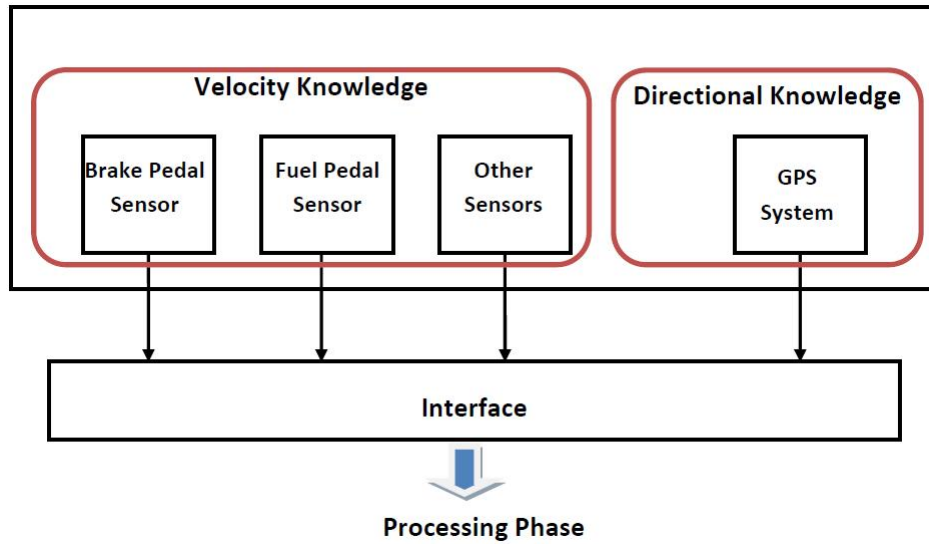 Velocity Knowledge
Directional Knowledge
Brake Pedal
Sensor
Fuel Pedal
Sensor
Other
Sensors
GPS
System
Interface
Processing Phase